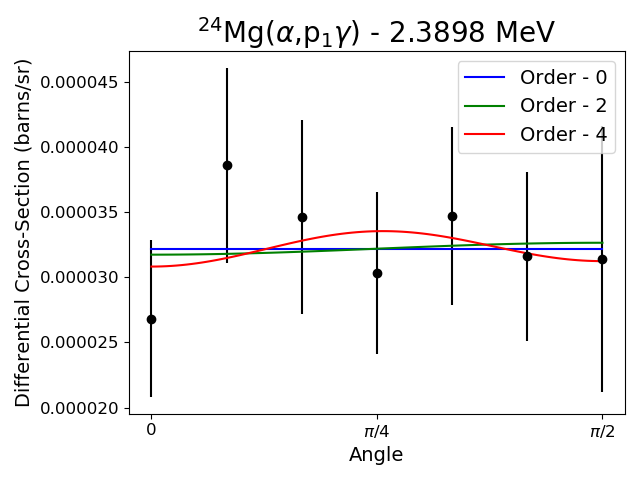 ²⁴Mg(α,p₁γ) - 2.3898 MeV
Differential Cross-Section (barns/sr)
0.000045
0.000040
0.000035
0.000030
0.000025
0.000020
Order - 0
Order - 2
Order - 4
0
π/4
π/2
Angle